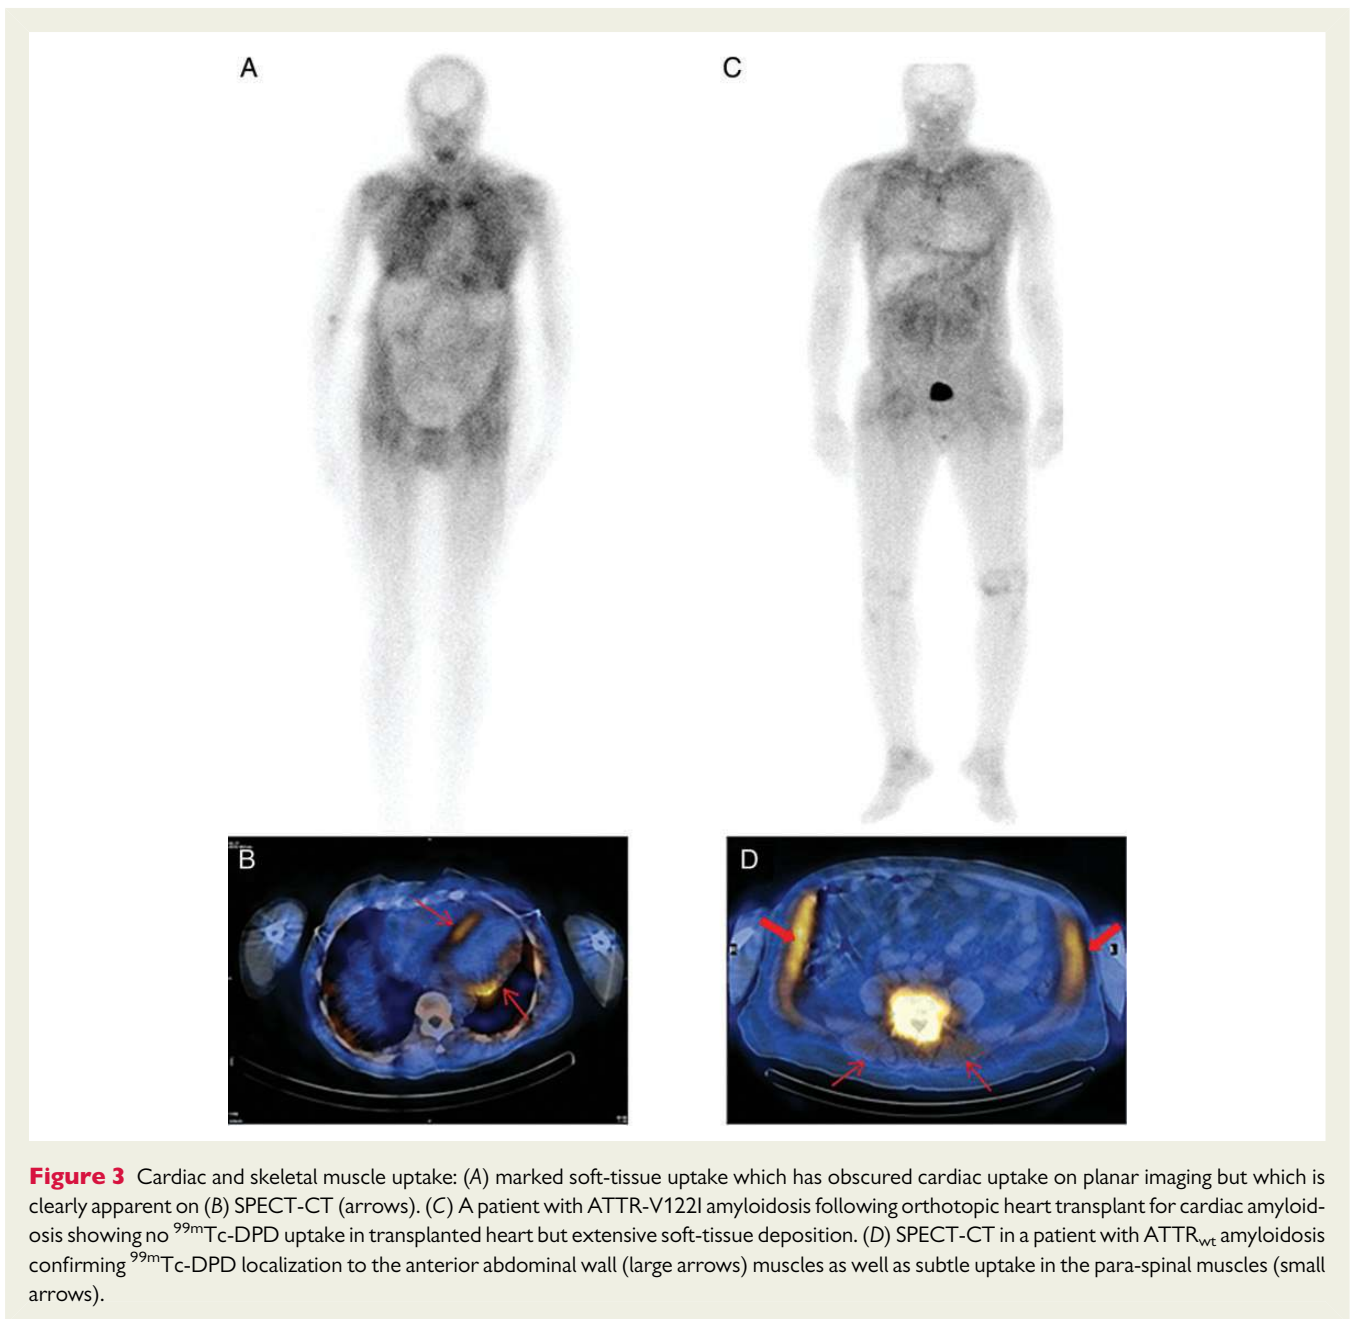 A
C
B
D
Figure 3 Cardiac and skeletal muscle uptake: (A) marked soft-tissue uptake which has obscured cardiac uptake on planar imaging but which is
clearly apparent on (B) SPECT-CT (arrows). (C) A patient with ATTR-V122I amyloidosis following orthotopic heart transplant for cardiac amyloid-
osis showing no 99mTc-DPD uptake in transplanted heart but extensive soft-tissue deposition. (D) SPECT-CT in a patient with ATTRwt amyloidosis
confirming 99mTc-DPD localization to the anterior abdominal wall (large arrows) muscles as well as subtle uptake in the para-spinal muscles (small
arrows).